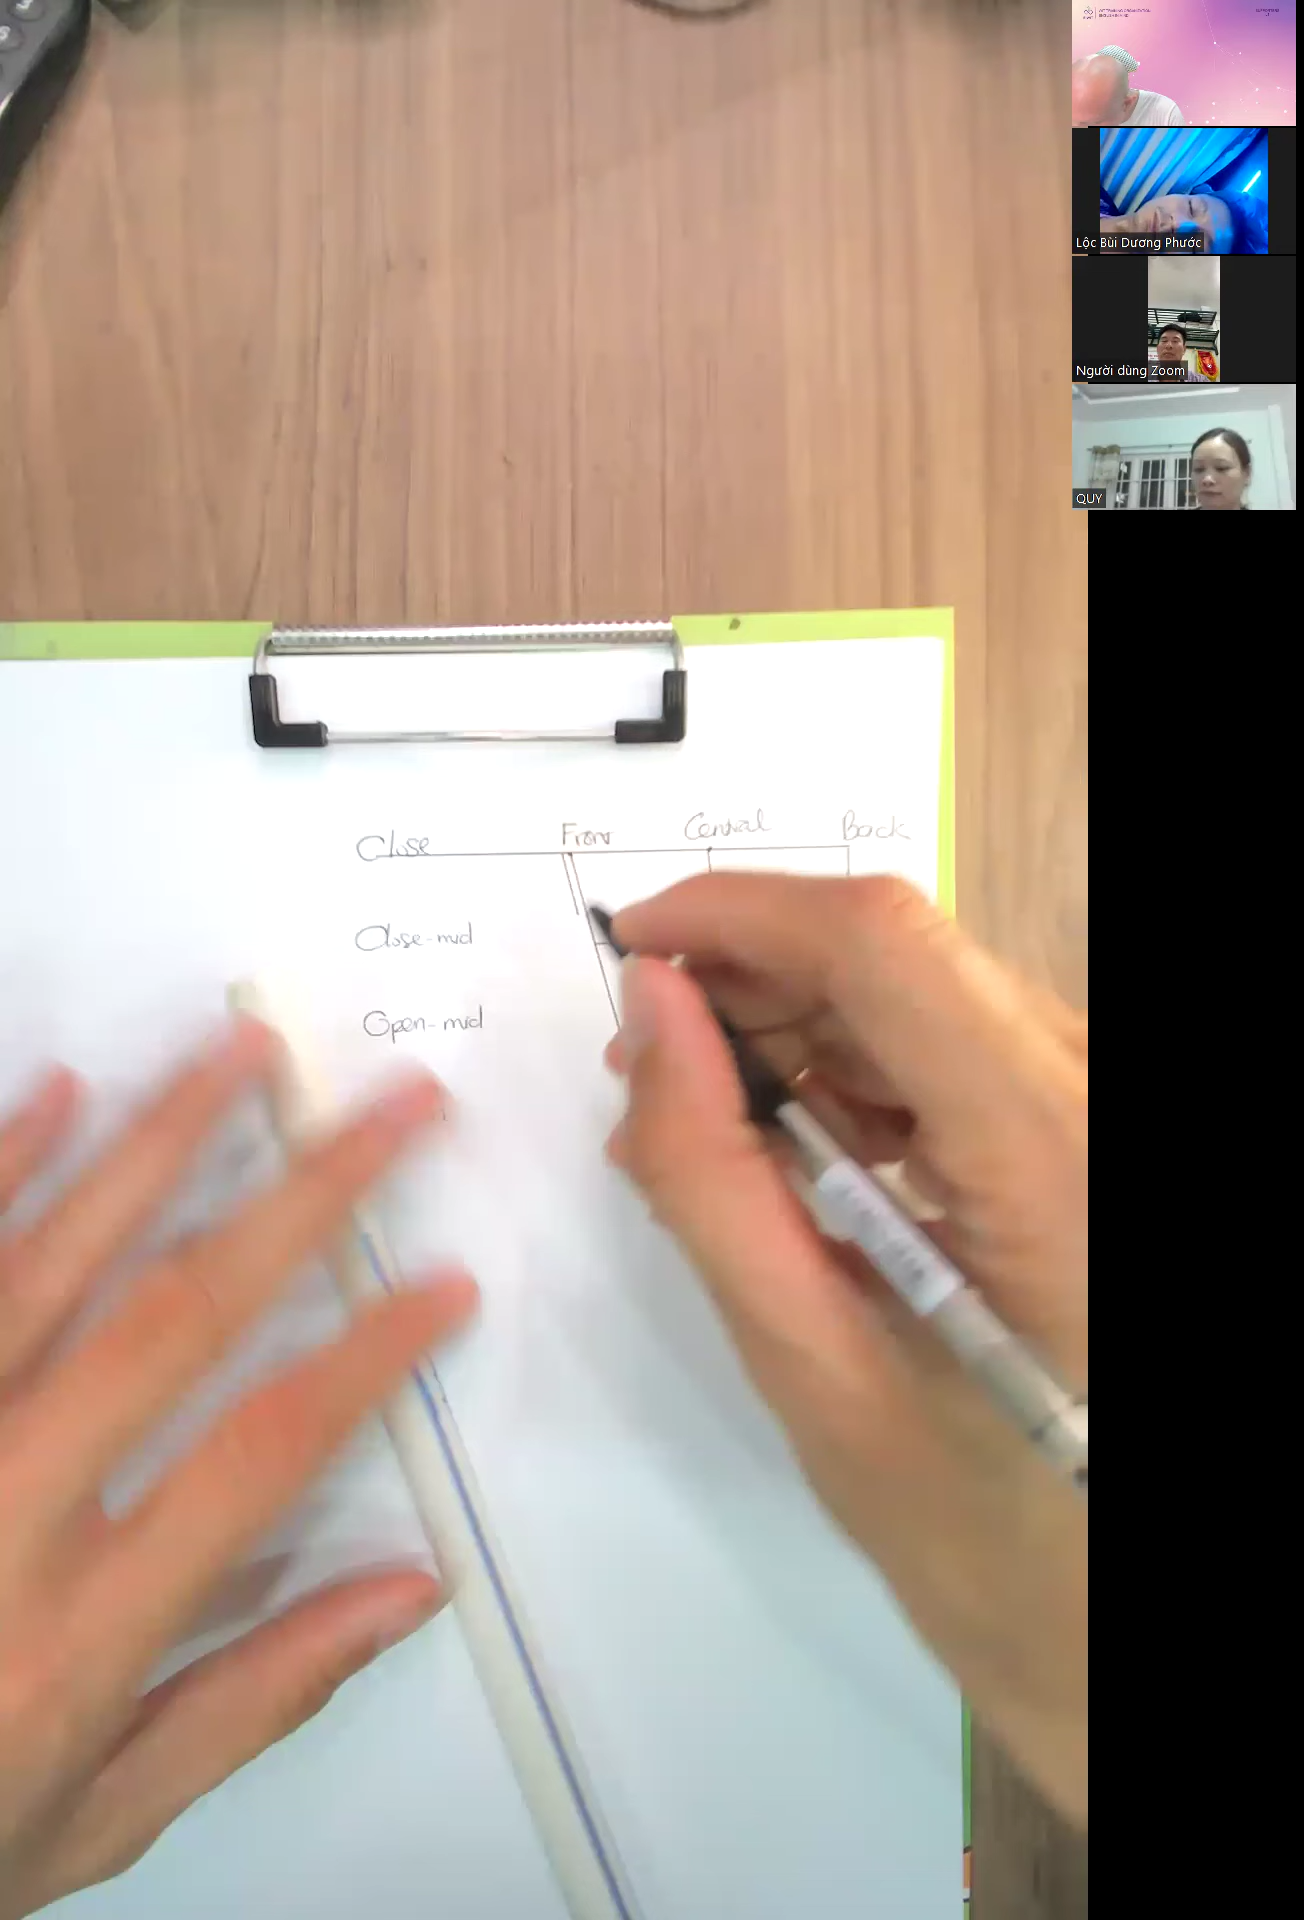 Front Central Back
Close
Close-mid
Open-mid
Lộc Bùi Dương Phước
Người dùng Zoom
QUY